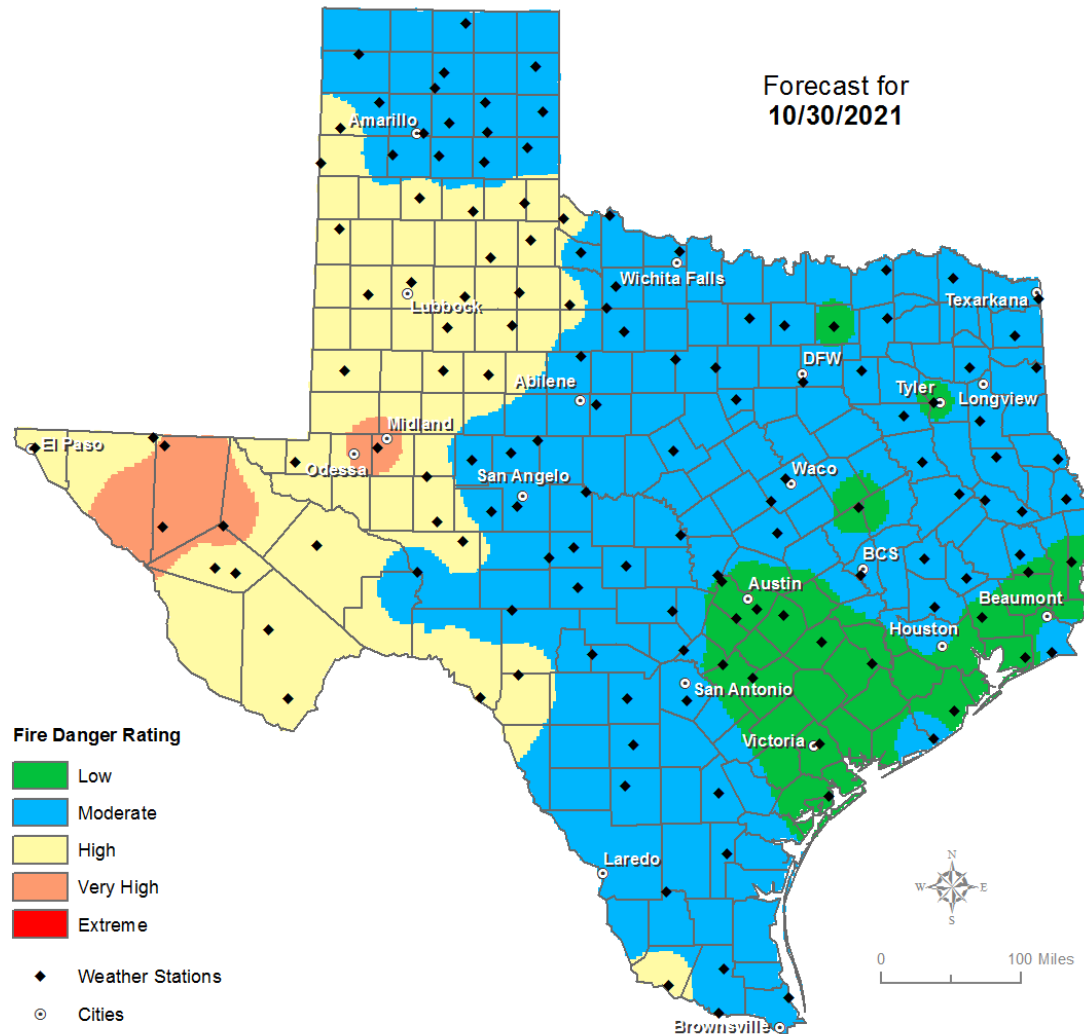 Forecast for
10/30/2021
Amarillo
Wichita Falls
Lubbock
Texarkana
DFW
Abilene
Tyler
Longview
Midland
El Paso
Odessa
San Angelo
Waco
BCS
Austin
Beaumont
Houston
San Antonio
Victoria
Laredo
Brownsville
Fire Danger Rating
Low
Moderate
High
Very High
Extreme
Weather Stations
Cities
N
W E
S
0 100 Miles